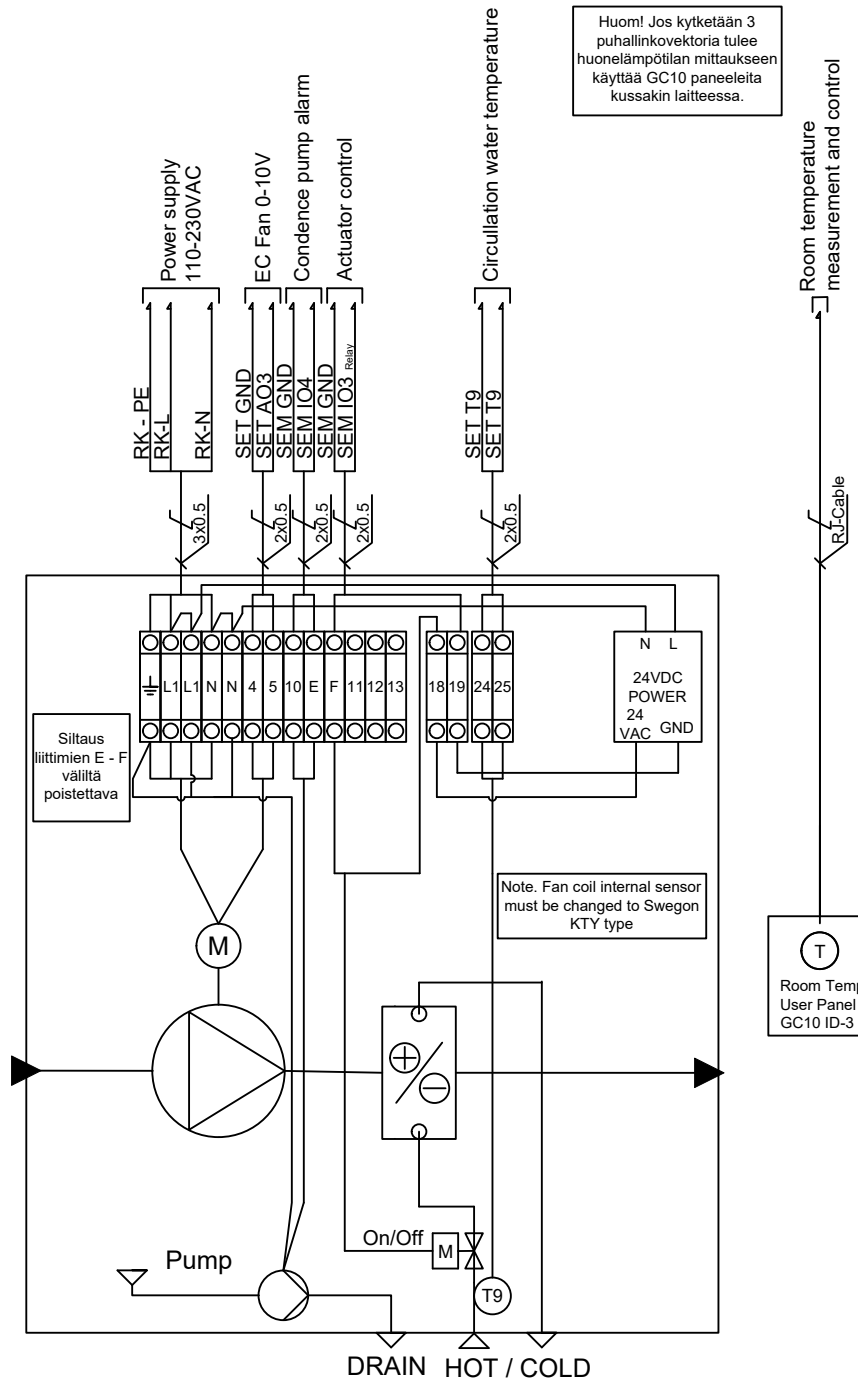 Huom! Jos kytketään 3
puhallinkovektoria tulee
huonelämpötilan mittaukseen
käyttää GC10 paneeleita
kussakin laitteessa.
Power supply
110-230VAC
EC Fan 0-10V
Condence pump alarm
Actuator control
Circullation water temperature
Room temperature
measurement and control
RK - PE
RK-L
RK-N
SET GND
SET AO3
SEM GND
SEM IO4
SEM GND
SEM IO3 Relay
SET T9
SET T9
3x0.5
2x0.5
2x0.5
2x0.5
2x0.5
RJ-Cable
L1 L1 N N 4 5 10 E F 11 12 13
18 19
24 25
N L
24VDC
POWER
24
VAC GND
Siltaus
liittimien E - F
väliltä
poistettava
Note. Fan coil internal sensor
must be changed to Swegon
KTY type
M
T
Room Temp
User Panel
GC10 ID-3
On/Off
M
Pump
T9
DRAIN HOT / COLD